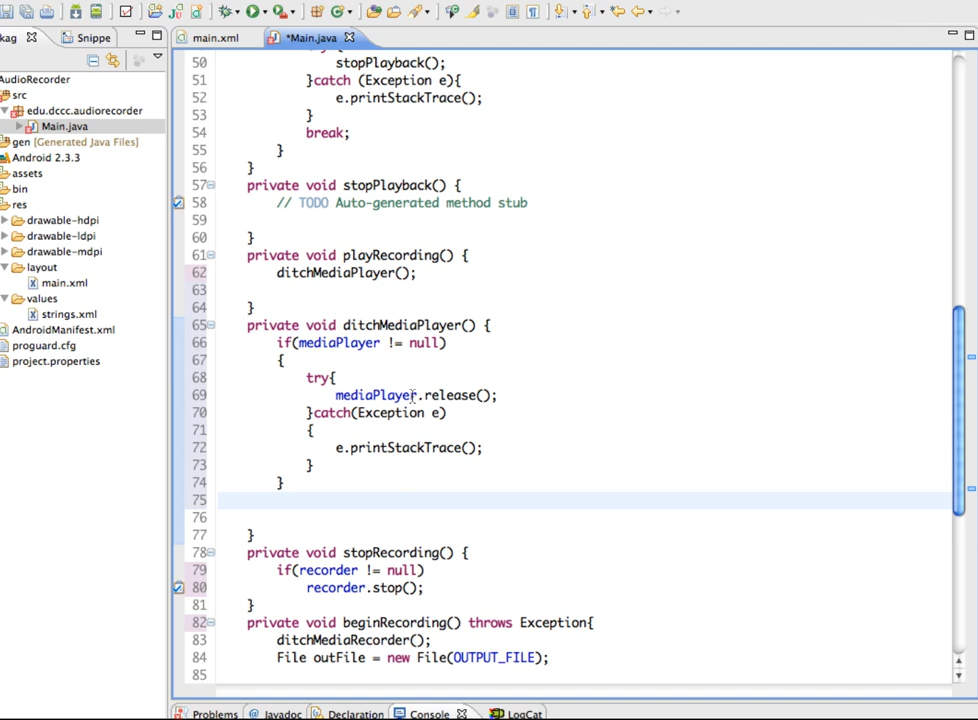 kag
Snippe
main.xml
*Main.java
AudioRecorder
src
edu.dccc.audiorecorder
Main.java
gen [Generated Java Files]
Android 2.3.3
assets
bin
res
drawable-hdpi
drawable-ldpi
drawable-mdpi
layout
main.xml
values
strings.xml
AndroidManifest.xml
proguard.cfg
project.properties
50 stopPlayback();
51 }catch (Exception e){
52 e.printStackTrace();
53 }
54 break;
55 }
56 }
57 private void stopPlayback() {
58 // TODO Auto-generated method stub
59
60 }
61 private void playRecording() {
62 ditchMediaPlayer();
63
64 }
65 private void ditchMediaPlayer() {
66 if(mediaPlayer != null)
67 {
68 try{
69 mediaPlayer.release();
70 }catch(Exception e)
71 {
72 e.printStackTrace();
73 }
74 }
75
76
77 }
78 private void stopRecording() {
79 if(recorder != null)
80 recorder.stop();
81 }
82 private void beginRecording() throws Exception{
83 ditchMediaRecorder();
84 File outFile = new File(OUTPUT_FILE);
85
Problems
@ Javadoc
Declaration
Console
LogCat